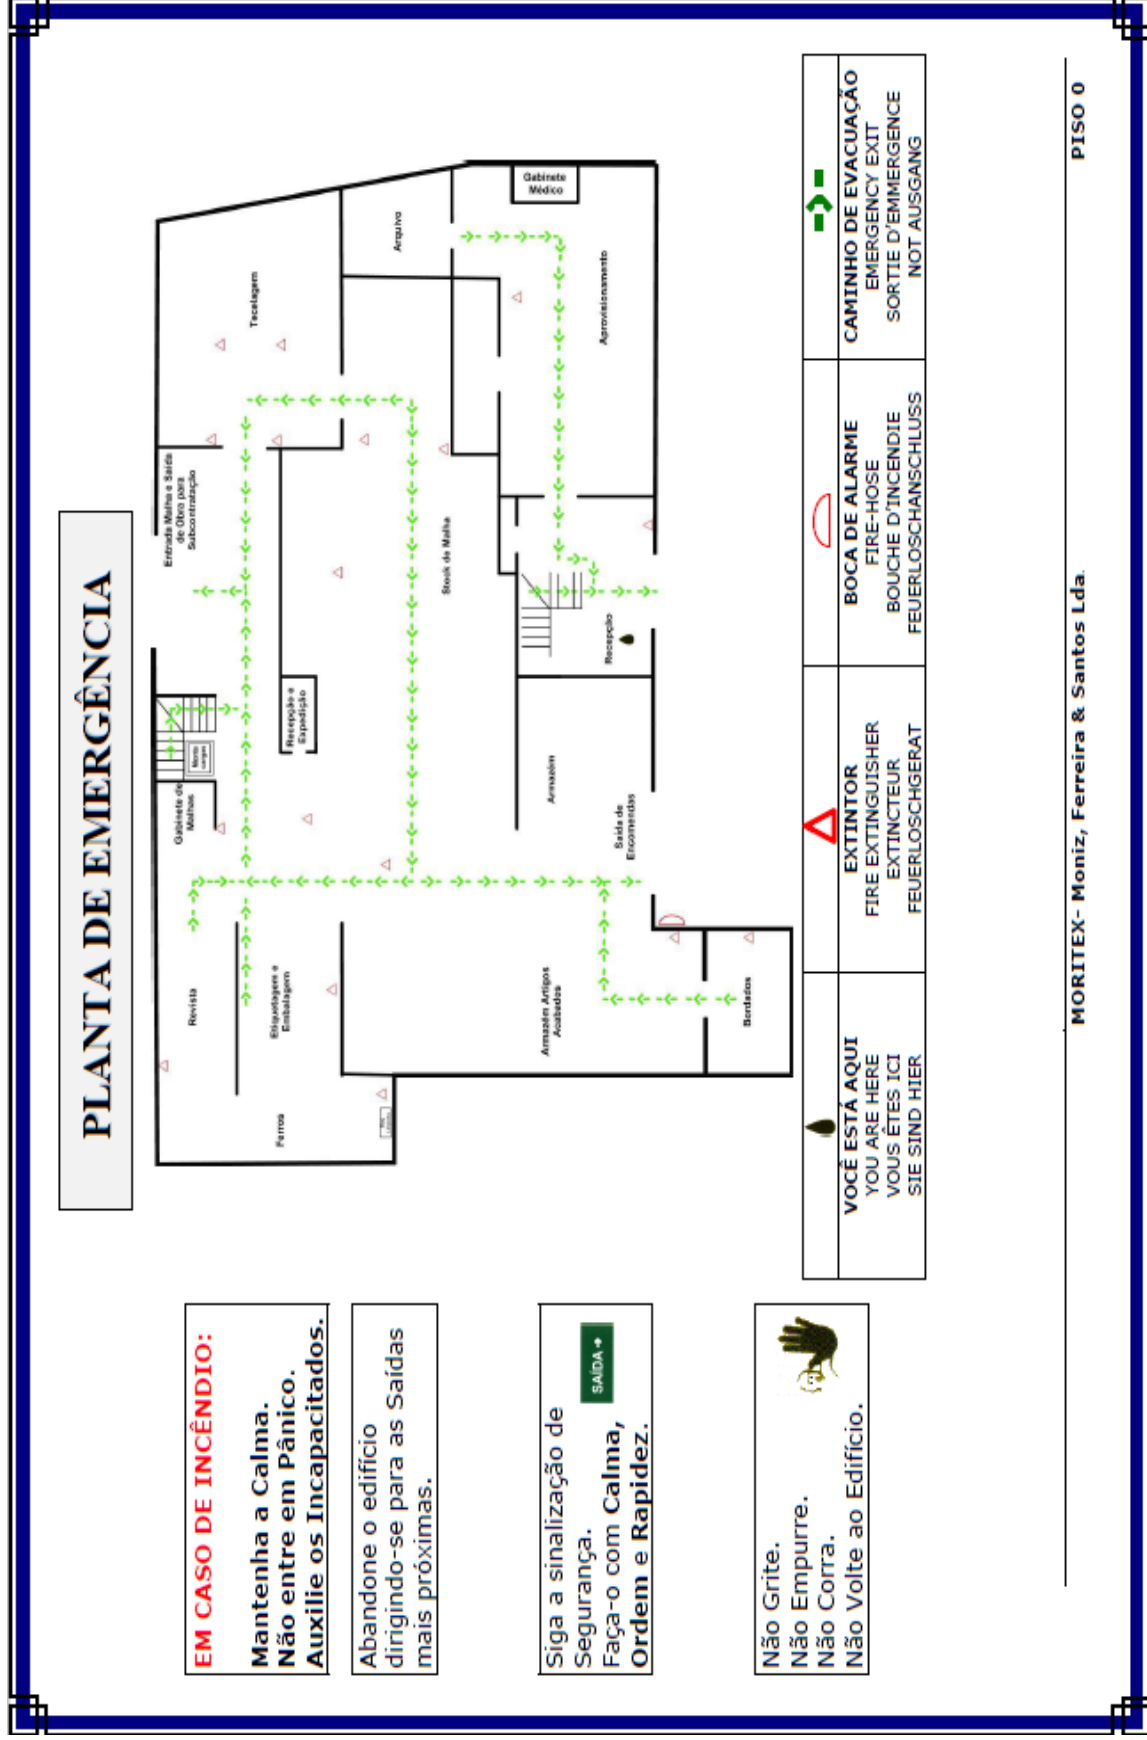 PLANTA DE EMERGÊNCIA
EM CASO DE INCÊNDIO:
Mantenha a Calma.
Não entre em Pânico.
Auxilie os Incapacitados.
Abandone o edifício
dirigindo-se para as Saídas
mais próximas.
Siga a sinalização de
Segurança.
SAÍDA
Faça-o com Calma,
Ordem e Rapidez.
Não Grite.
Não Empurre.
Não Corra.
Não Volte ao Edifício.
Revista
Etiquetagem e
Embalagem
Ferros
Gabinete de
Malhas
Monta
cargas
Entrada Malha e Saída
de Obra para
Subcontratação
Tecelagem
Recepção e
Expedição
Arquivo
Stock de Malha
Gabinete
Médico
Aprovisionamento
Armazém
Recepção
Saída de
Encomendas
Armazém Artigos
Acabados
Bordados
VOCÊ ESTÁ AQUI
YOU ARE HERE
VOUS ÊTES ICI
SIE SIND HIER
EXTINTOR
FIRE EXTINGUISHER
EXTINCTEUR
FEUERLOSCHGERAT
BOCA DE ALARME
FIRE-HOSE
BOUCHE D'INCENDIE
FEUERLOSCHANSCHLUSS
CAMINHO DE EVACUAÇÃO
EMERGENCY EXIT
SORTIE D'EMMERGENCE
NOT AUSGANG
MORITEX- Moniz, Ferreira & Santos Lda.
PISO 0